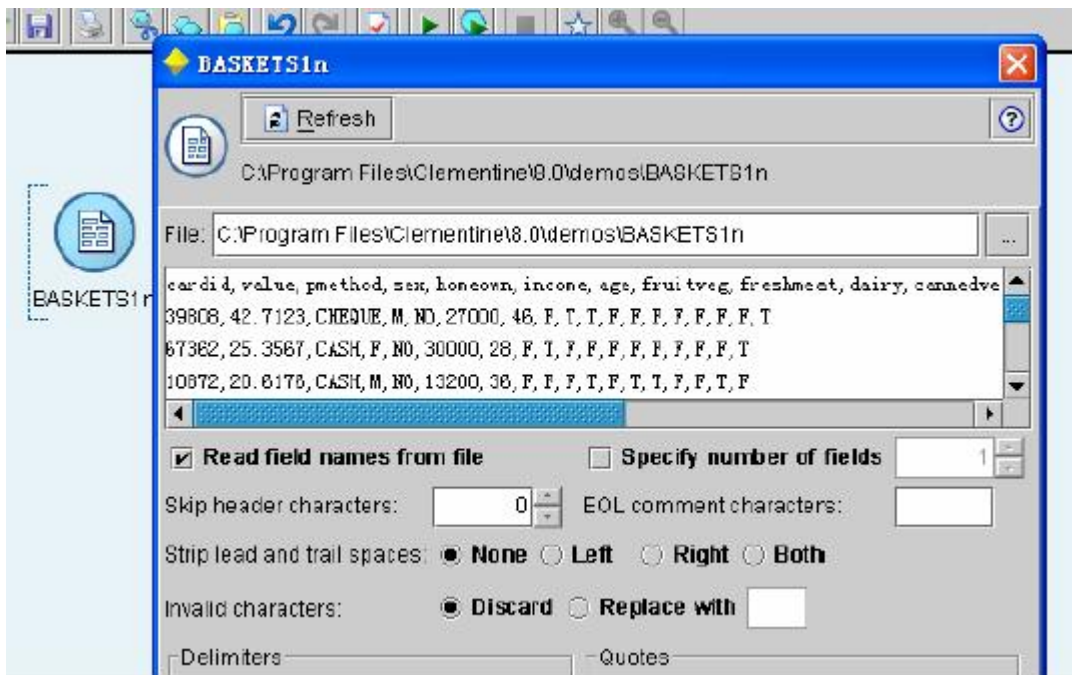 BASKETS1n
Refresh
C:\Program Files\Clementine\8.0\demos\BASKETS1n
File: C:\Program Files\Clementine\8.0\demos\BASKETS1n ...
cardid, value, pmethod, sex, homeown, income, age, fruitveg, freshmeat, dairy, cannedve
39808, 42.7123, CHEQUE, M, NO, 27000, 46, F, T, T, F, F, F, F, F, F, F, T
67362, 25.3567, CASH, F, NO, 30000, 28, F, T, F, F, F, F, F, F, F, F, T
10872, 20.6176, CASH, M, NO, 13200, 36, F, F, F, T, F, T, T, F, F, T, F
BASKETS1n
Read field names from file
Specify number of fields 1
Skip header characters: 0
EOL comment characters:
Strip lead and trail spaces: None Left Right Both
Invalid characters: Discard Replace with
Delimiters
Quotes